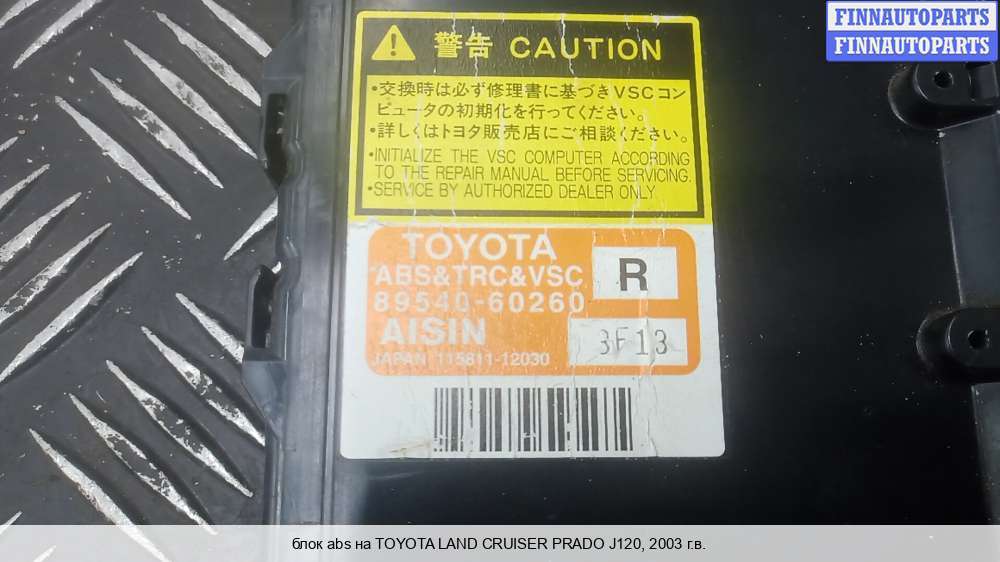 FINNAUTOPARTS
FINNAUTOPARTS
警告 CAUTION
•交換時は必ず修理書に基づきVSCコン
ピュータの初期化を行ってください。
•詳しくはトヨタ販売店にご相談ください。
•INITIALIZE THE VSC COMPUTER ACCORDING
TO THE REPAIR MANUAL BEFORE SERVICING.
•SERVICE BY AUTHORIZED DEALER ONLY
TOYOTA
ABS&TRC&VSC R
89540-60260
AISIN 3F13
JAPAN 115811-12030
блок abs на TOYOTA LAND CRUISER PRADO J120, 2003 г.в.